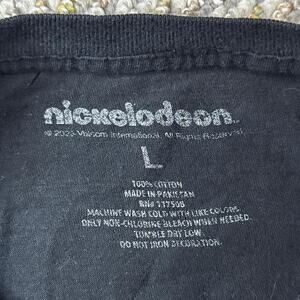 nickelodeon
© 2023 Viacom International. All Rights Reserved.
L
100% COTTON
MADE IN PAKISTAN
RN# 117508
MACHINE WASH COLD WITH LIKE COLORS.
ONLY NON-CHLORINE BLEACH WHEN NEEDED.
TUMBLE DRY LOW.
DO NOT IRON DECORATION.